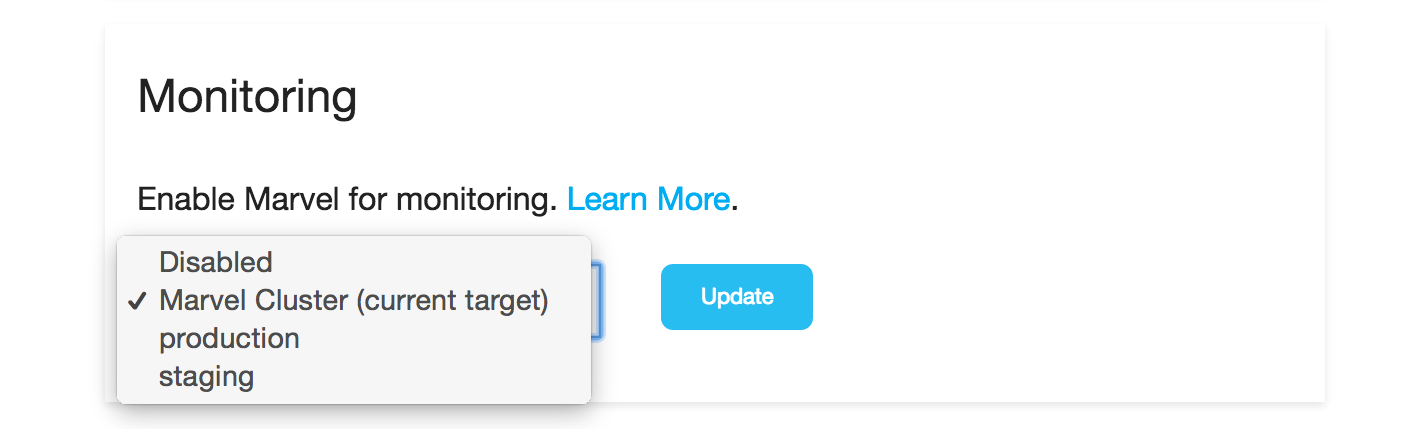 Monitoring
Enable Marvel for monitoring. Learn More.
Disabled
✓ Marvel Cluster (current target)
production
staging
Update